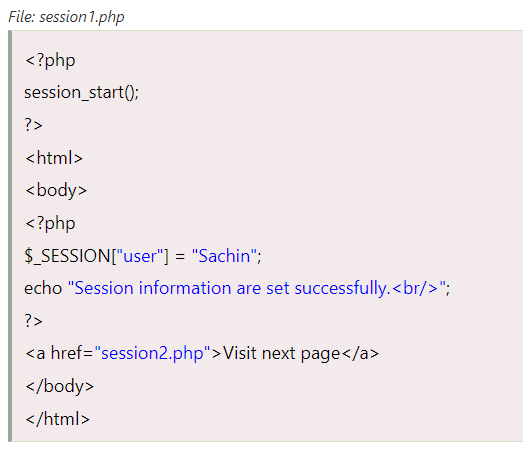 File: session1.php
<?php
session_start();
?>
<html>
<body>
<?php
$_SESSION["user"] = "Sachin";
echo "Session information are set successfully.<br/>";
?>
<a href="session2.php">Visit next page</a>
</body>
</html>